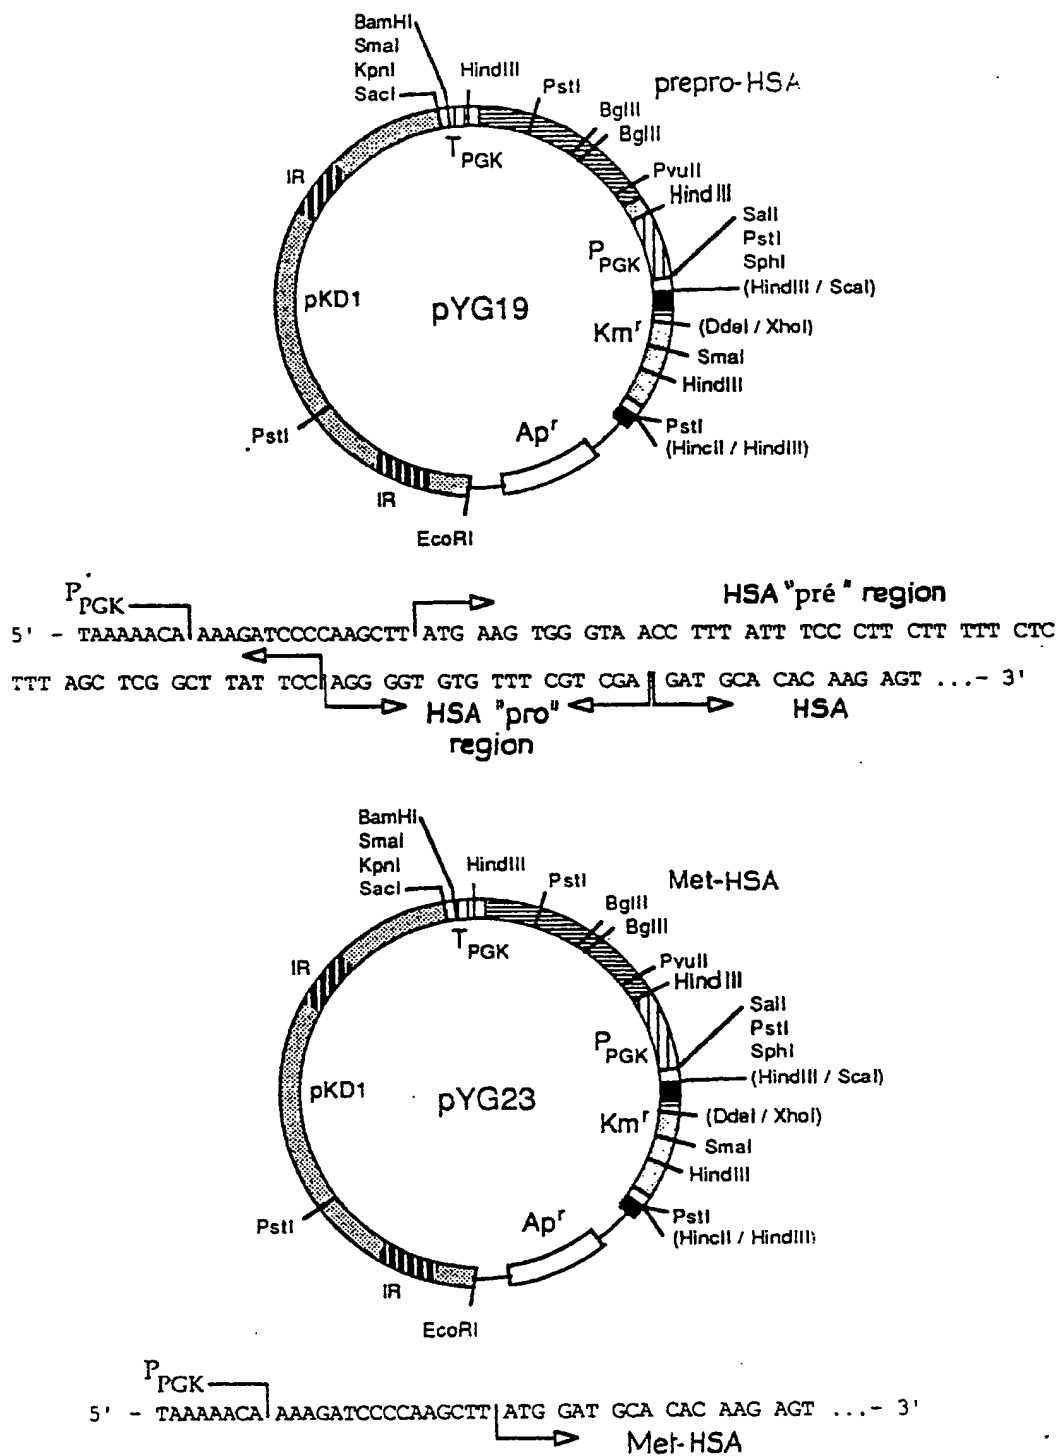 BamHI
SmaI
KpnI
SacI
HindIII
PstI
prepro-HSA
BglII
BglII
PvuII
HindIII
T PGK
IR
SalI
PstI
SphI
P PGK
(HindIII / ScaI)
pKD1
pYG19
Km r
(DdeI / XhoI)
SmaI
HindIII
PstI
Ap r
PstI
(HincII / HindIII)
IR
EcoRI
P PGK
HSA "pré" region
5' - TAAAAACA AAAGATCCCCAAGCTT ATG AAG TGG GTA ACC TTT ATT TCC CTT CTT TTT CTC
TTT AGC TCG GCT TAT TCC AGG GGT GTG TTT CGT CGA GAT GCA CAC AAG AGT ...- 3'
HSA "pro" region
HSA
BamHI
SmaI
KpnI
SacI
HindIII
PstI
Met-HSA
BglII
BglII
T PGK
PvuII
HindIII
IR
SalI
PstI
SphI
P PGK
(HindIII / ScaI)
pKD1
pYG23
Km r
(DdeI / XhoI)
SmaI
HindIII
PstI
Ap r
PstI
(HincII / HindIII)
IR
EcoRI
P PGK
5' - TAAAAACA AAAGATCCCCAAGCTT ATG GAT GCA CAC AAG AGT ...- 3'
Met-HSA